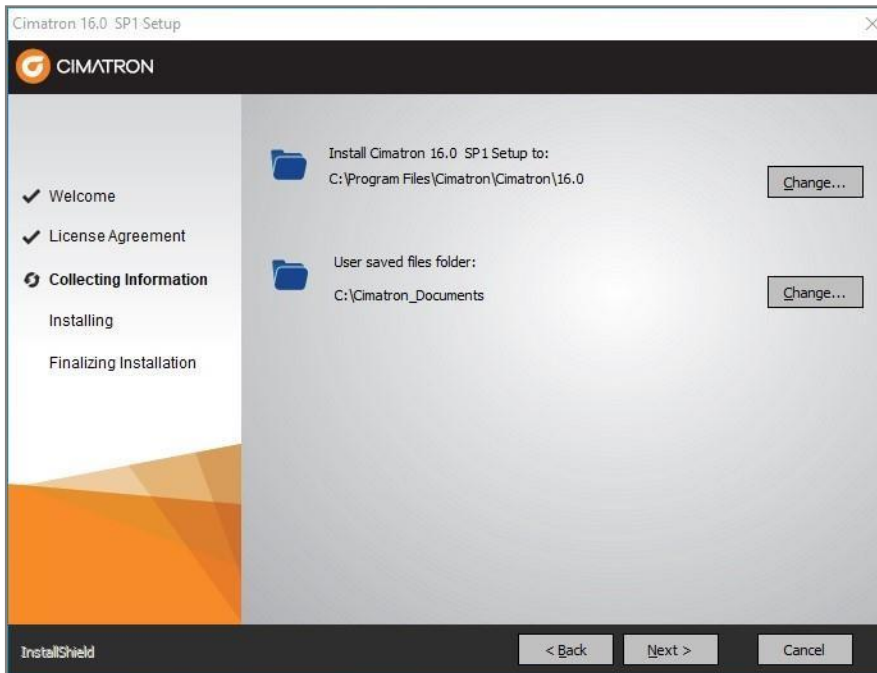 Cimatron 16.0 SP1 Setup
CIMATRON
Welcome
License Agreement
Collecting Information
Installing
Finalizing Installation
Install Cimatron 16.0 SP1 Setup to:
C:\Program Files\Cimatron\Cimatron\16.0
Change...
User saved files folder:
C:\Cimatron_Documents
Change...
InstallShield
< Back
Next >
Cancel